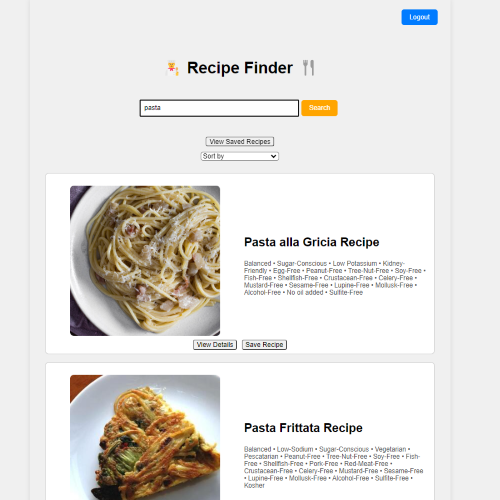 Logout
Recipe Finder
pasta
Search
View Saved Recipes
Sort by
Pasta alla Gricia Recipe
Balanced • Sugar-Conscious • Low Potassium • Kidney-
Friendly • Egg-Free • Peanut-Free • Tree-Nut-Free • Soy-Free •
Fish-Free • Shellfish-Free • Crustacean-Free • Celery-Free •
Mustard-Free • Sesame-Free • Lupine-Free • Mollusk-Free •
Alcohol-Free • No oil added • Sulfite-Free
View Details
Save Recipe
Pasta Frittata Recipe
Balanced • Low-Sodium • Sugar-Conscious • Vegetarian •
Pescatarian • Peanut-Free • Tree-Nut-Free • Soy-Free • Fish-
Free • Shellfish-Free • Pork-Free • Red-Meat-Free •
Crustacean-Free • Celery-Free • Mustard-Free • Sesame-Free
• Lupine-Free • Mollusk-Free • Alcohol-Free • Sulfite-Free •
Kosher